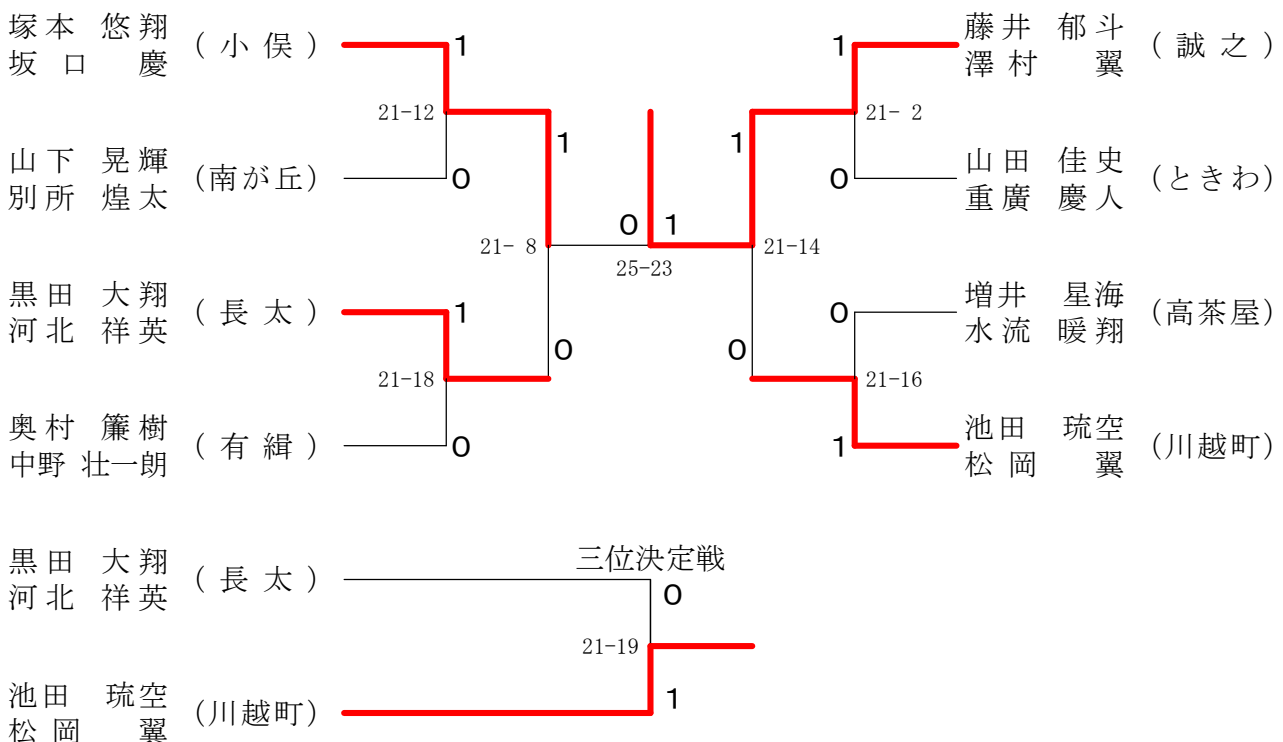 塚本 悠翔
坂口 慶
(小俣)
1
21-12
山下 晃輝
別所 煌太
(南が丘)
0
1
21- 8
黒田 大翔
河北 祥英
(長太)
1
0
21-18
奥村 簾樹
中野 壮一朗
(有緝)
0
0 1
25-23
1
藤井 郁斗
澤村 翼
(誠之)
21- 2
1
0
山田 佳史
重廣 慶人
(ときわ)
21-14
0
増井 星海
水流 暖翔
(高茶屋)
0
21-16
1
池田 琉空
松岡 翼
(川越町)
三位決定戦
黒田 大翔
河北 祥英
(長太)
0
21-19
池田 琉空
松岡 翼
(川越町)
1